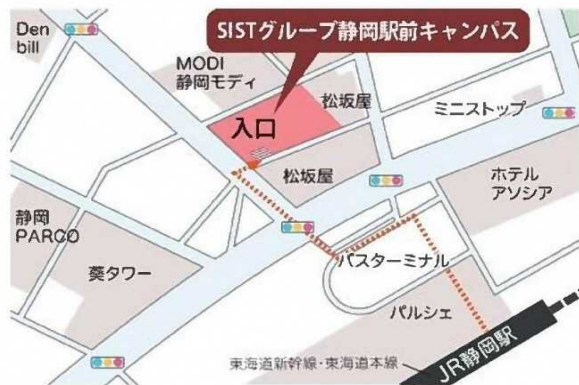 SISTグループ静岡駅前キャンパス
Den
bill
MODI
静岡モディ
松坂屋
入口
ミニストップ
松坂屋
ホテル
アソシア
静岡
PARCO
葵タワー
バスターミナル
パルシェ
東海道新幹線・東海道本線
JR静岡駅